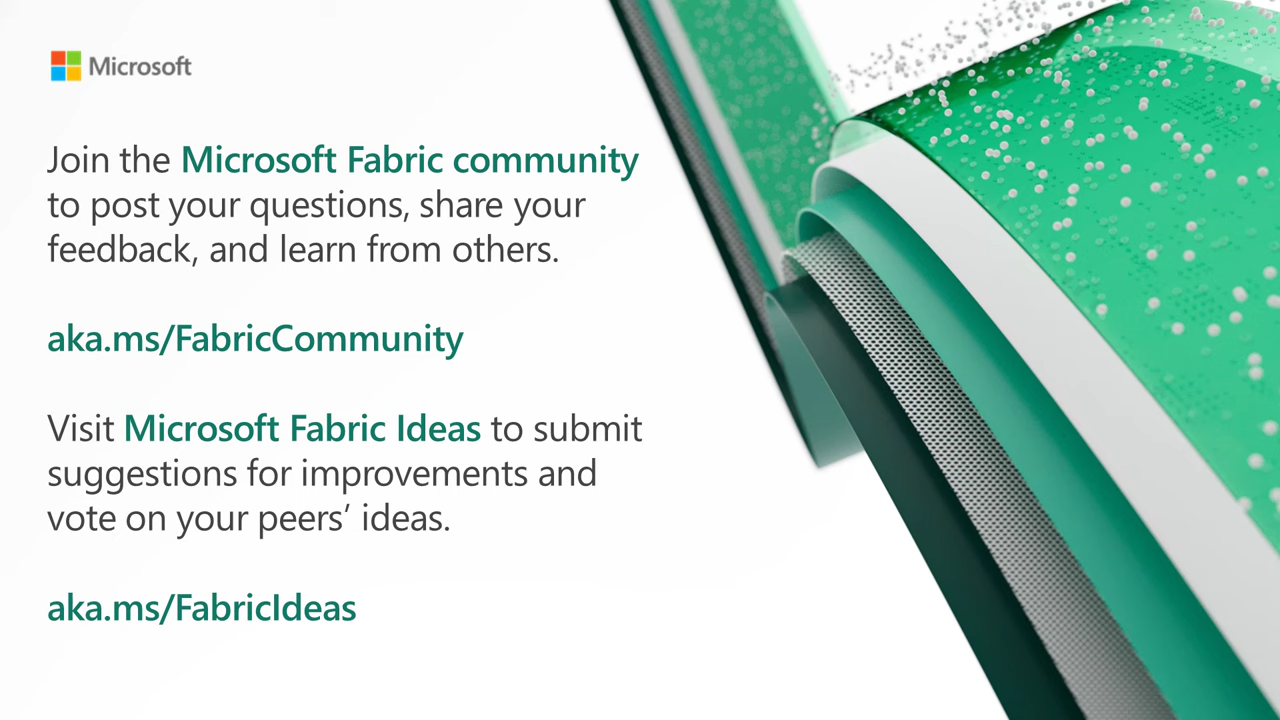 Microsoft
Join the Microsoft Fabric community
to post your questions, share your
feedback, and learn from others.
aka.ms/FabricCommunity
Visit Microsoft Fabric Ideas to submit
suggestions for improvements and
vote on your peers’ ideas.
aka.ms/FabricIdeas